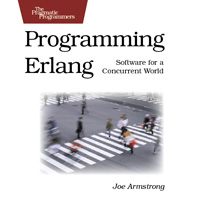 The
Pragmatic
Programmers
Programming
Erlang
Software for a
Concurrent World
Joe Armstrong